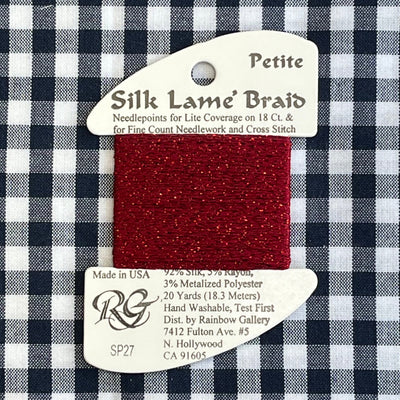 Petite
Silk Lame' Braid
Needlepoints for Lite Coverage on 18 Ct. &
for Fine Count Needlework and Cross Stitch
Made in USA
92% Silk, 5% Rayon,
3% Metalized Polyester
20 Yards (18.3 Meters)
Hand Washable, Test First
Dist. by Rainbow Gallery
7412 Fulton Ave. #5
N. Hollywood
CA 91605
RG
SP27